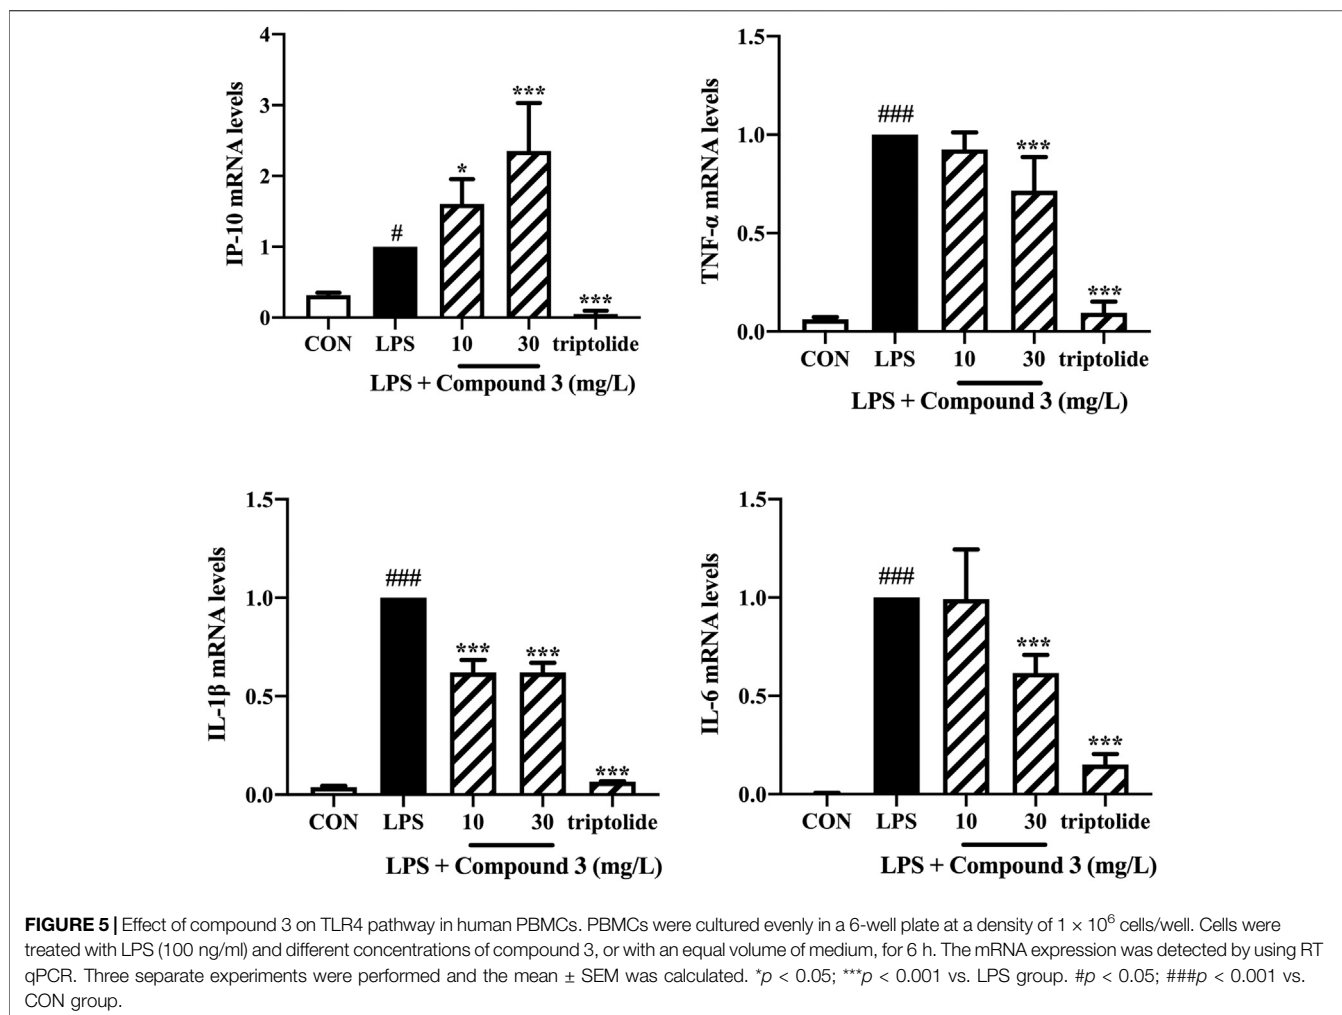 4
3
2
1
0
IP-10 mRNA levels
#
*
***
***
CON LPS 10 30 triptolide
LPS + Compound 3 (mg/L)
1.5
1.0
0.5
0.0
TNF-α mRNA levels
###
***
***
CON LPS 10 30 triptolide
LPS + Compound 3 (mg/L)
1.5
1.0
0.5
0.0
IL-1β mRNA levels
###
***
***
***
CON LPS 10 30 triptolide
LPS + Compound 3 (mg/L)
1.5
1.0
0.5
0.0
IL-6 mRNA levels
###
***
***
CON LPS 10 30 triptolide
LPS + Compound 3 (mg/L)
FIGURE 5 | Effect of compound 3 on TLR4 pathway in human PBMCs. PBMCs were cultured evenly in a 6-well plate at a density of 1 × 10⁶ cells/well. Cells were
treated with LPS (100 ng/ml) and different concentrations of compound 3, or with an equal volume of medium, for 6 h. The mRNA expression was detected by using RT
qPCR. Three separate experiments were performed and the mean ± SEM was calculated. *p < 0.05; ***p < 0.001 vs. LPS group. #p < 0.05; ###p < 0.001 vs.
CON group.